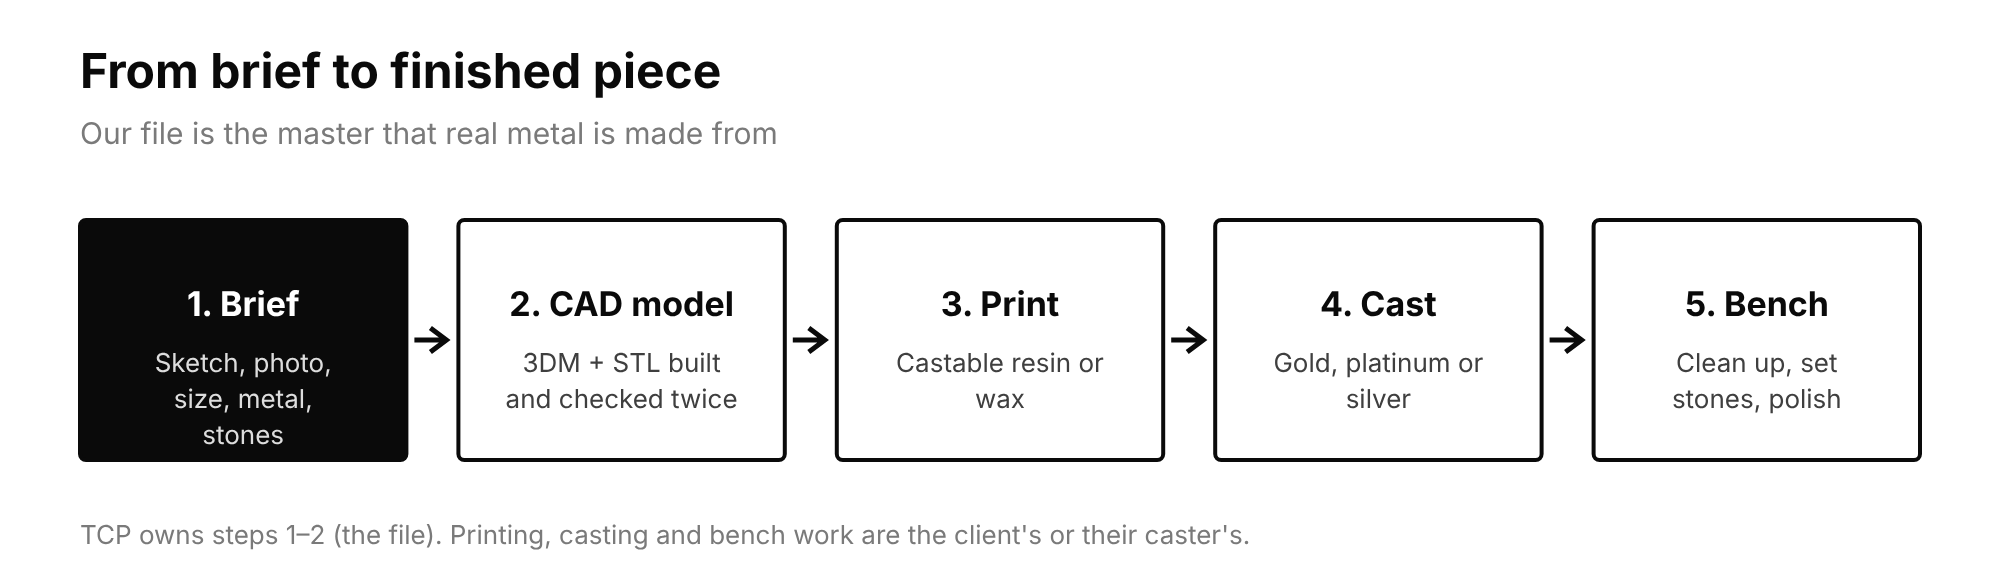 From brief to finished piece
Our file is the master that real metal is made from
1. Brief
Sketch, photo,
size, metal,
stones
2. CAD model
3DM + STL built
and checked twice
3. Print
Castable resin or
wax
4. Cast
Gold, platinum or
silver
5. Bench
Clean up, set
stones, polish
TCP owns steps 1–2 (the file). Printing, casting and bench work are the client's or their caster's.